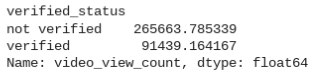 verified_status
not verified    265663.785339
verified         91439.164167
Name: video_view_count, dtype: float64